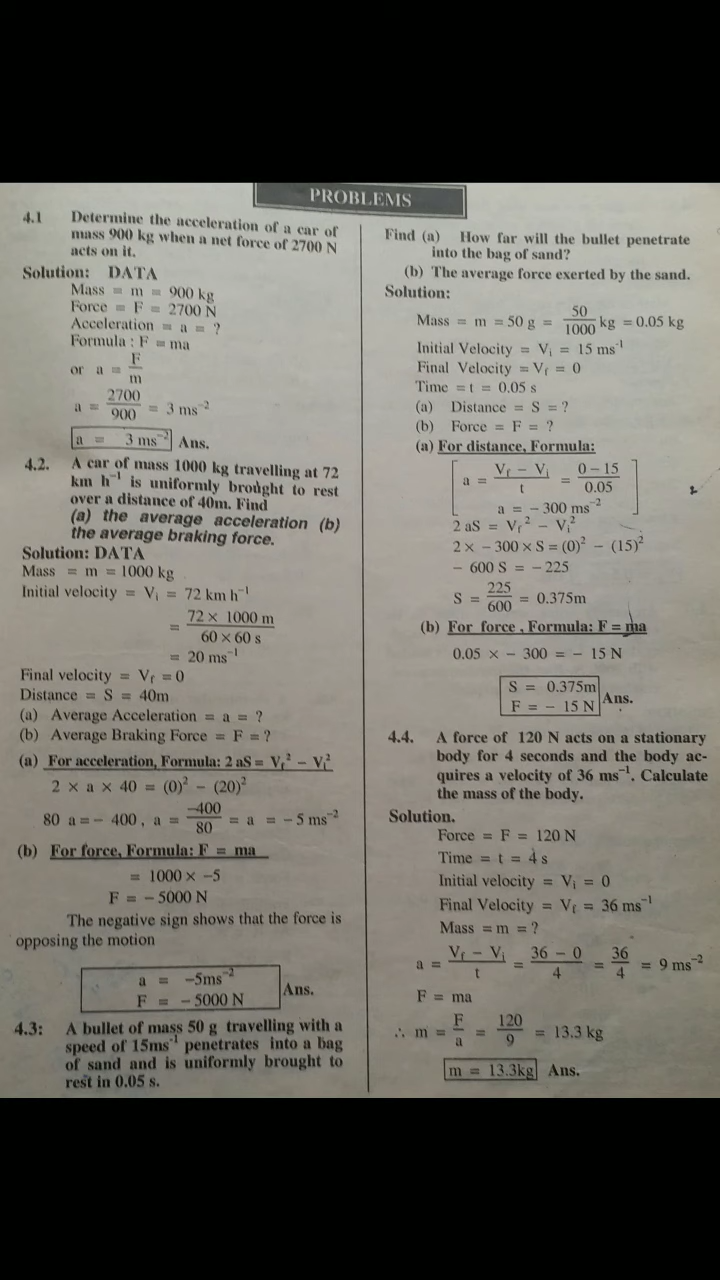 PROBLEMS
4.1 Determine the acceleration of a car of
mass 900 kg when a net force of 2700 N
acts on it.
Solution: DATA
Mass = m = 900 kg
Force = F = 2700 N
Acceleration = a = ?
Formula : F = ma
or a = F/m
a = 2700/900 = 3 ms⁻²
a = 3 ms⁻² Ans.
4.2. A car of mass 1000 kg travelling at 72
km h⁻¹ is uniformly brought to rest
over a distance of 40m. Find
(a) the average acceleration (b)
the average braking force.
Solution: DATA
Mass = m = 1000 kg
Initial velocity = Vᵢ = 72 km h⁻¹
= 72 × 1000 m / 60 × 60 s
= 20 ms⁻¹
Final velocity = V_f = 0
Distance = S = 40m
(a) Average Acceleration = a = ?
(b) Average Braking Force = F = ?
(a) For acceleration, Formula: 2 aS = V_f² – Vᵢ²
2 × a × 40 = (0)² – (20)²
80 a = – 400, a = –400/80 = a = – 5 ms⁻²
(b) For force, Formula: F = ma
= 1000 × –5
F = – 5000 N
The negative sign shows that the force is
opposing the motion
a = –5ms⁻²
F = – 5000 N Ans.
4.3: A bullet of mass 50 g travelling with a
speed of 15ms⁻¹ penetrates into a bag
of sand and is uniformly brought to
rest in 0.05 s.
Find (a) How far will the bullet penetrate
into the bag of sand?
(b) The average force exerted by the sand.
Solution:
Mass = m = 50 g = 50/1000 kg = 0.05 kg
Initial Velocity = Vᵢ = 15 ms⁻¹
Final Velocity = V_f = 0
Time = t = 0.05 s
(a) Distance = S = ?
(b) Force = F = ?
(a) For distance, Formula:
a = V_f – Vᵢ / t = 0 – 15 / 0.05
a = – 300 ms⁻²
2 aS = V_f² – Vᵢ²
2 × – 300 × S = (0)² – (15)²
– 600 S = – 225
S = 225/600 = 0.375m
(b) For force , Formula: F = ma
0.05 × – 300 = – 15 N
S = 0.375m
F = – 15 N Ans.
4.4. A force of 120 N acts on a stationary
body for 4 seconds and the body ac-
quires a velocity of 36 ms⁻¹. Calculate
the mass of the body.
Solution.
Force = F = 120 N
Time = t = 4 s
Initial velocity = Vᵢ = 0
Final Velocity = V_f = 36 ms⁻¹
Mass = m = ?
a = V_f – Vᵢ / t = 36 – 0 / 4 = 36/4 = 9 ms⁻²
F = ma
∴ m = F/a = 120/9 = 13.3 kg
m = 13.3kg Ans.